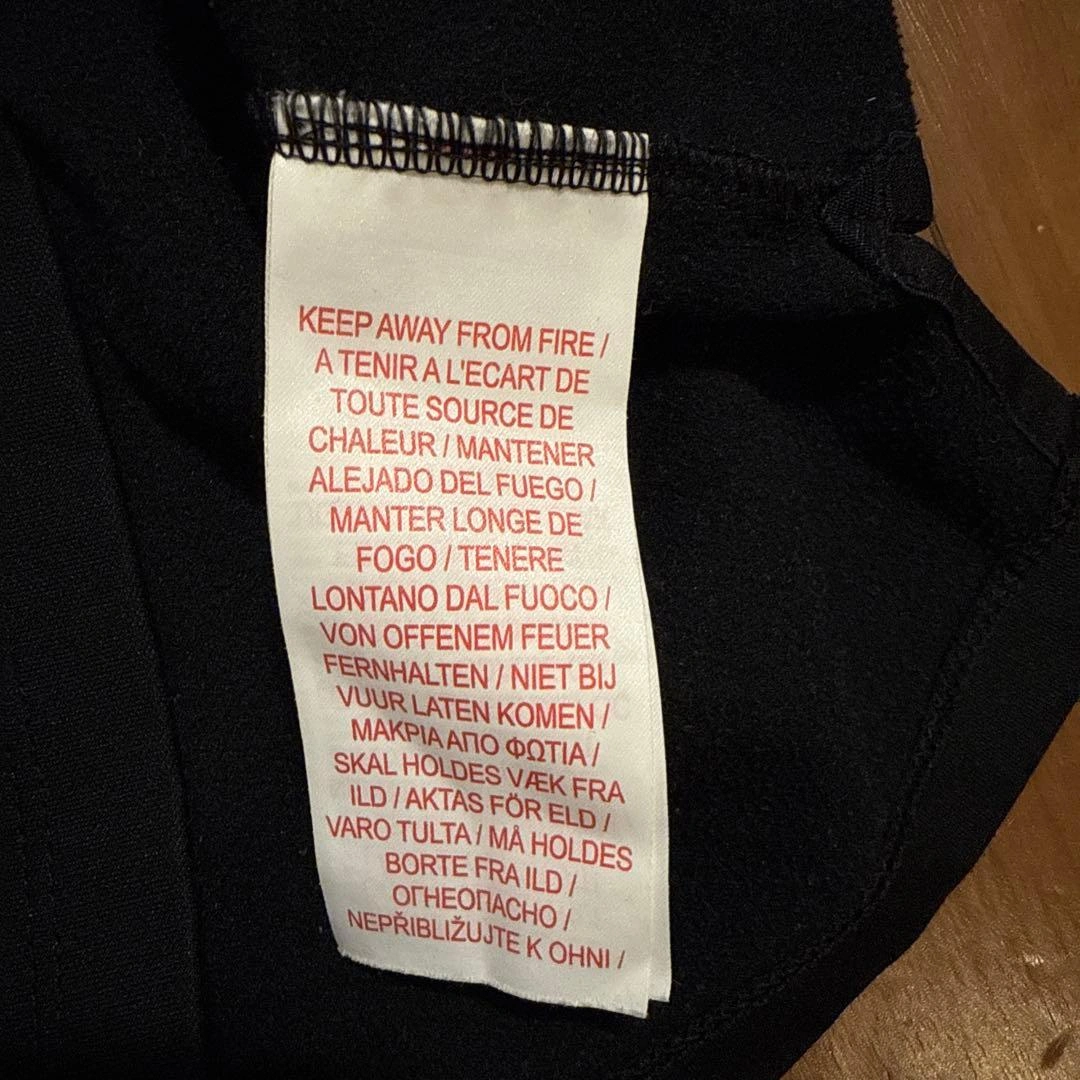 KEEP AWAY FROM FIRE /
A TENIR A L'ECART DE
TOUTE SOURCE DE
CHALEUR / MANTENER
ALEJADO DEL FUEGO /
MANTER LONGE DE
FOGO / TENERE
LONTANO DAL FUOCO /
VON OFFENEM FEUER
FERNHALTEN / NIET BIJ
VUUR LATEN KOMEN /
ΜΑΚΡΙΑ ΑΠΟ ΦΩΤΙΑ /
SKAL HOLDES VÆK FRA
ILD / AKTAS FÖR ELD /
VARO TULTA / MÅ HOLDES
BORTE FRA ILD /
ОГНЕОПАСНО /
NEPŘIBLIŽUJTE K OHNI /